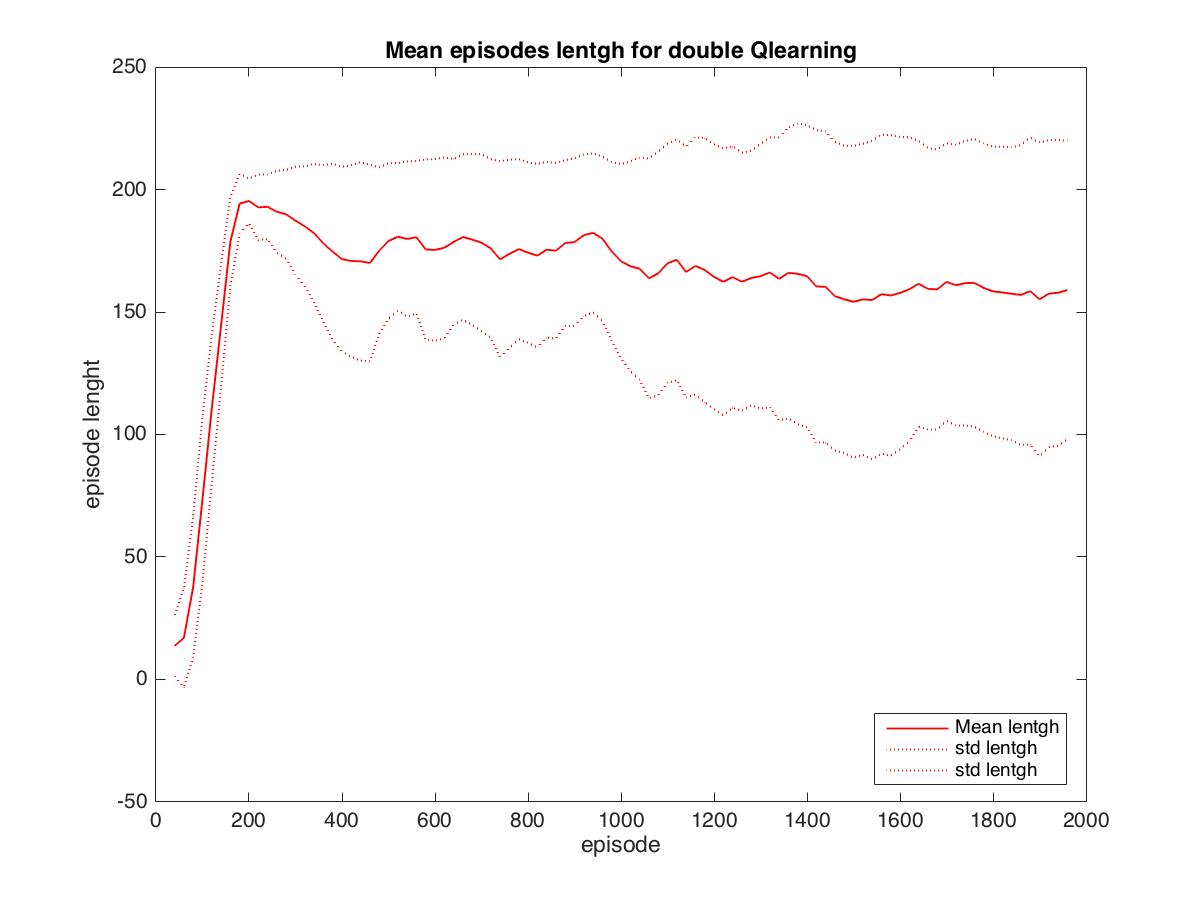 Mean episodes lentgh for double Qlearning
250
200
150
100
50
0
-50
episode lenght
0 200 400 600 800 1000 1200 1400 1600 1800 2000
episode
Mean lentgh
std lentgh
std lentgh